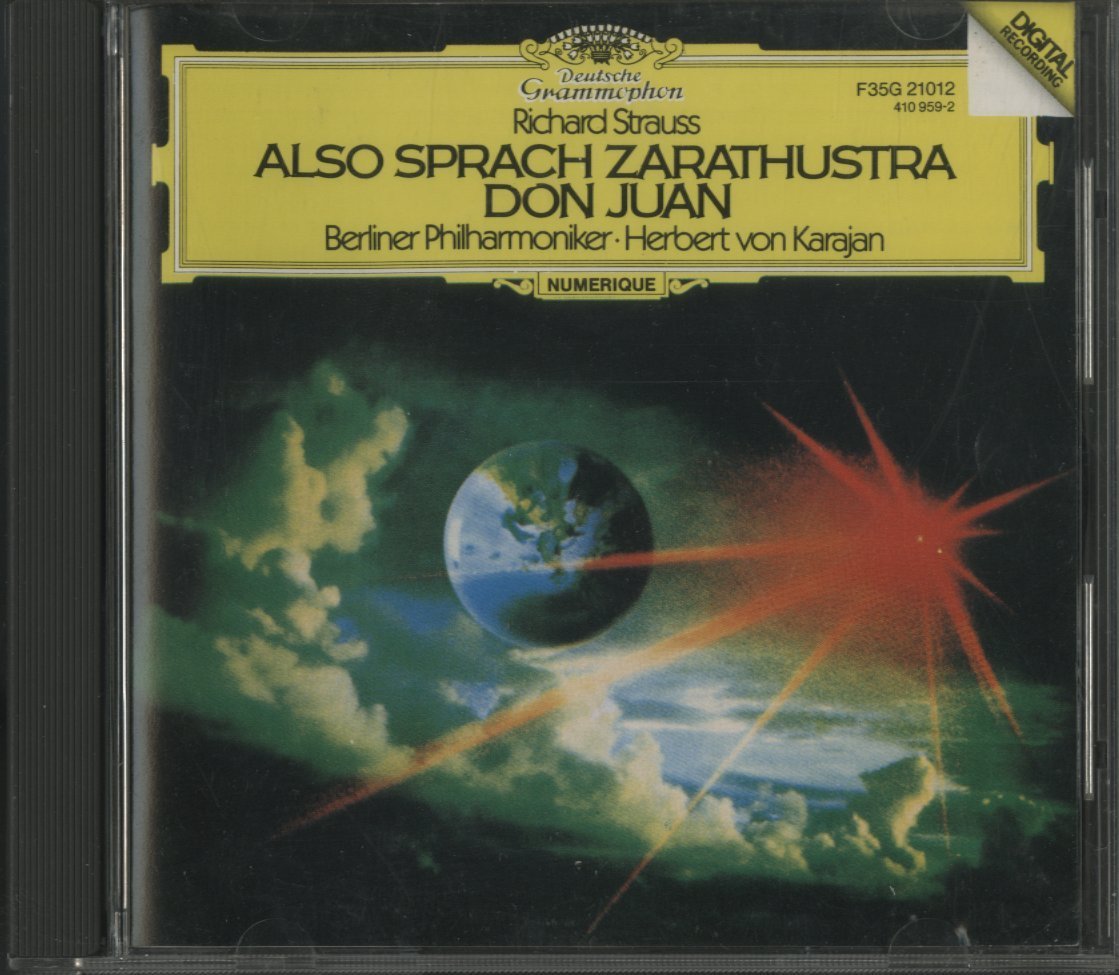 DIGITAL
RECORDING
Deutsche
Grammophon
F35G 21012
410 959-2
Richard Strauss
ALSO SPRACH ZARATHUSTRA
DON JUAN
Berliner Philharmoniker · Herbert von Karajan
NUMERIQUE